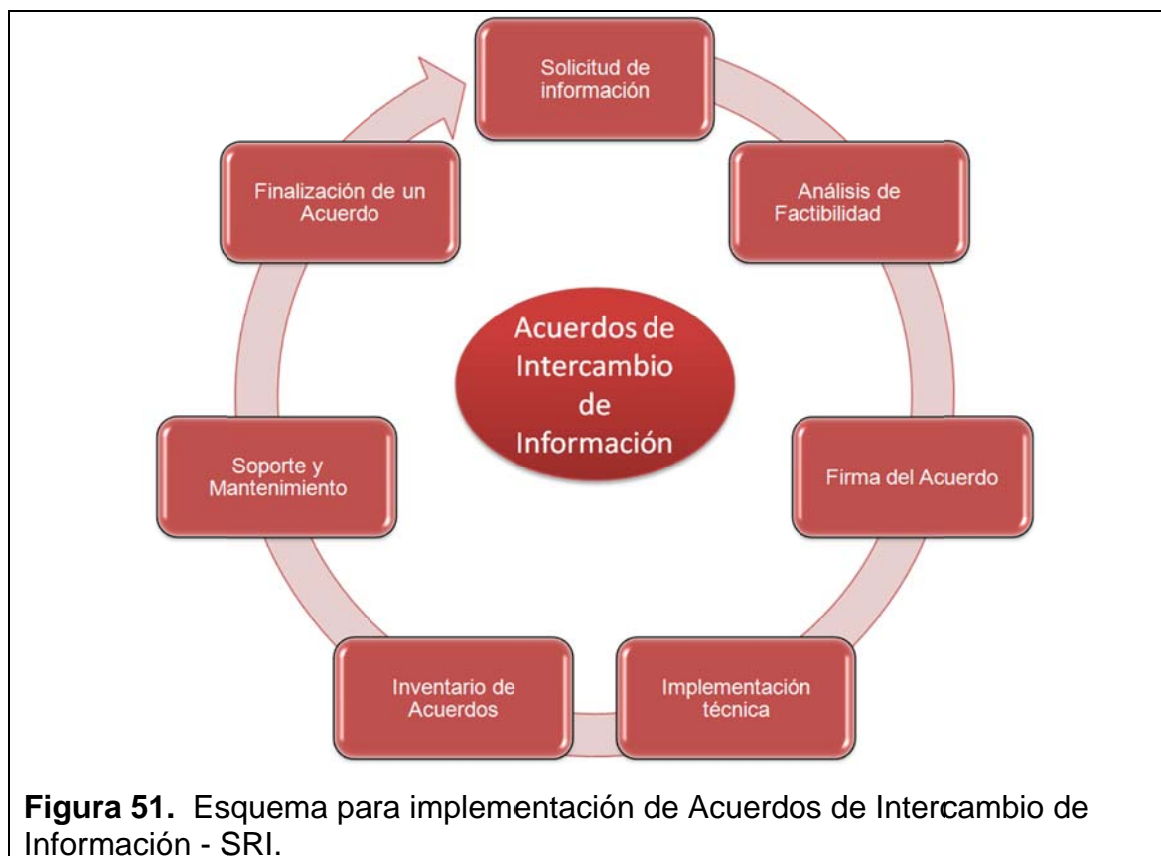 Solicitud de
información
Análisis de
Factibilidad
Firma del Acuerdo
Implementación
técnica
Inventario de
Acuerdos
Soporte y
Mantenimiento
Finalización de un
Acuerdo
Acuerdos de
Intercambio
de
Información
Figura 51. Esquema para implementación de Acuerdos de Intercambio de
Información - SRI.